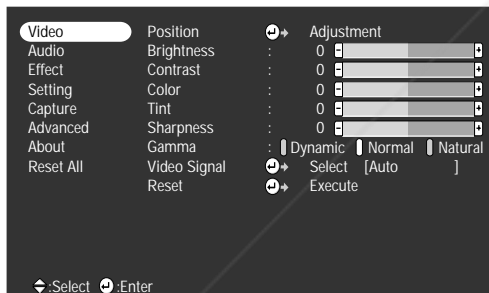 Video Position Adjustment
Audio Brightness : 0 - +
Effect Contrast : 0 - +
Setting Color : 0 - +
Capture Tint : 0 - +
Advanced Sharpness : 0 - +
About Gamma : Dynamic Normal Natural
Reset All Video Signal Select [Auto ]
Reset Execute
:Select :Enter